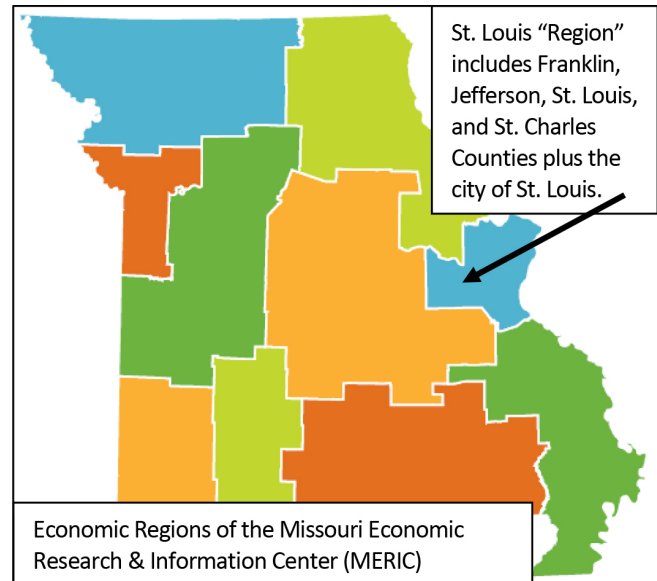 St. Louis “Region”
includes Franklin,
Jefferson, St. Louis,
and St. Charles
Counties plus the
city of St. Louis.
Economic Regions of the Missouri Economic
Research & Information Center (MERIC)